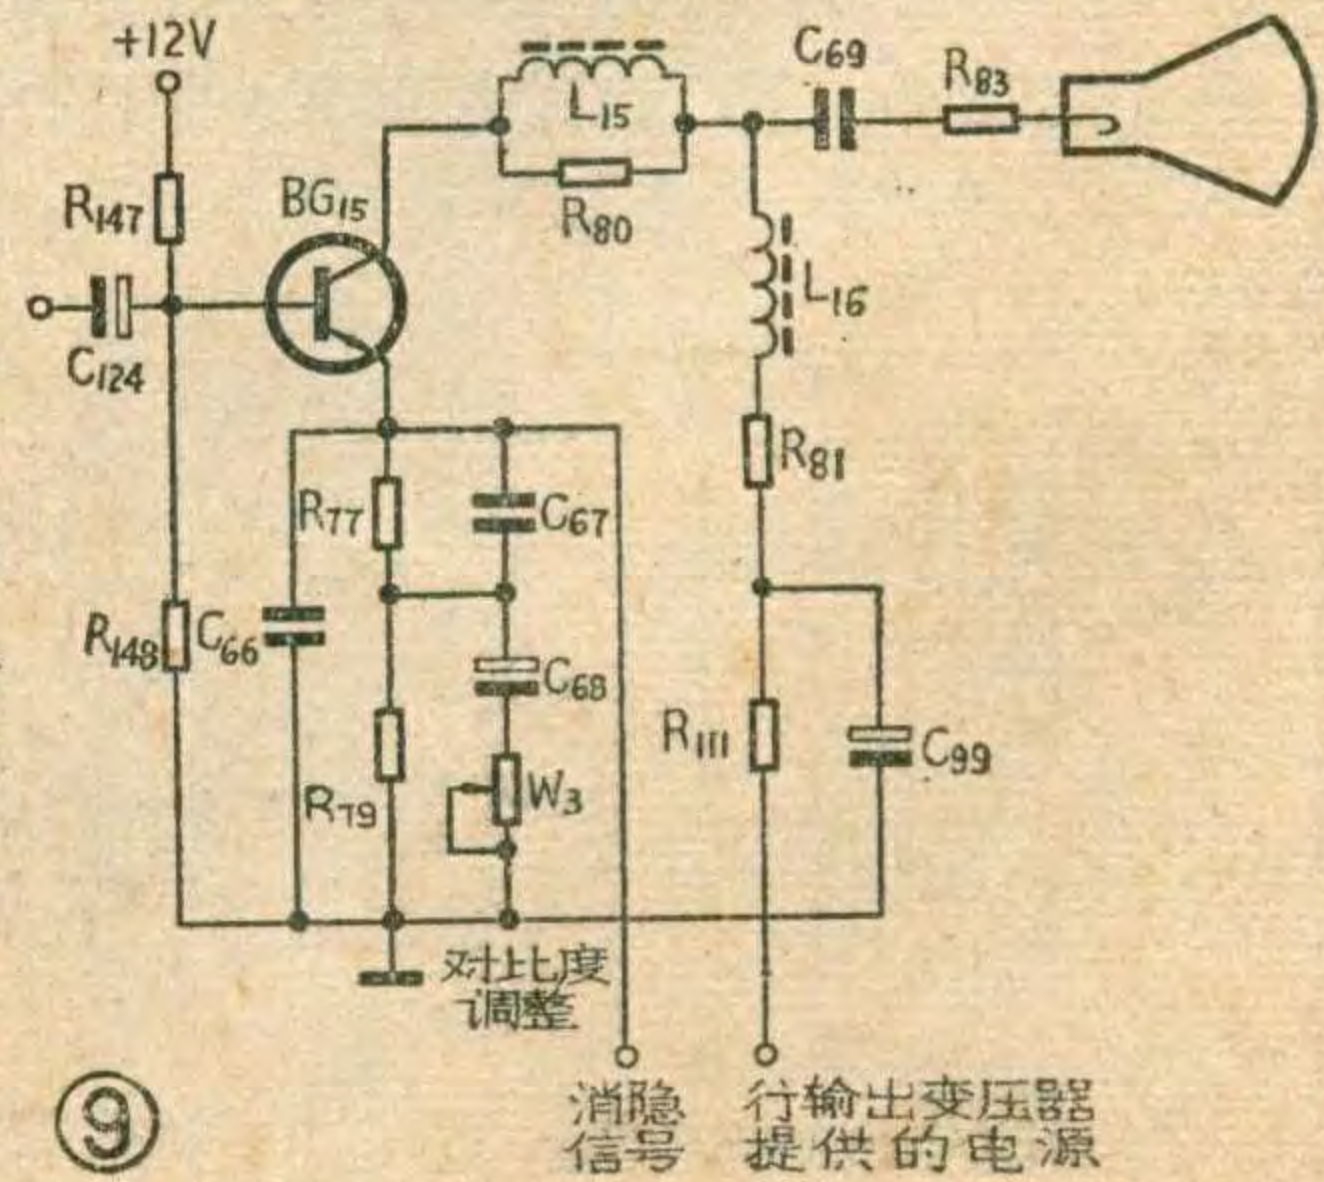 +12V
C69
R83
L15
R147
BG15
R80
L16
C124
R81
R77
C67
R148
C66
C68
R111
C99
R79
W3
对比度
调整
消隐
信号
行输出变压器
提供的电源
⑨